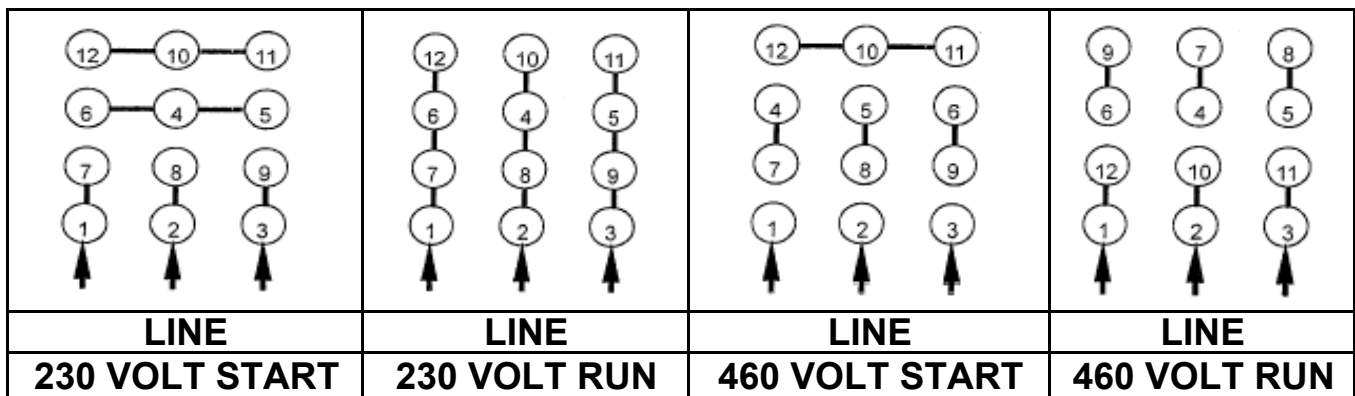 12 10 11
6 4 5
7 8 9
1 2 3
LINE
230 VOLT START
12 10 11
6 4 5
7 8 9
1 2 3
LINE
230 VOLT RUN
12 10 11
4 5 6
7 8 9
1 2 3
LINE
460 VOLT START
9 7 8
6 4 5
12 10 11
1 2 3
LINE
460 VOLT RUN